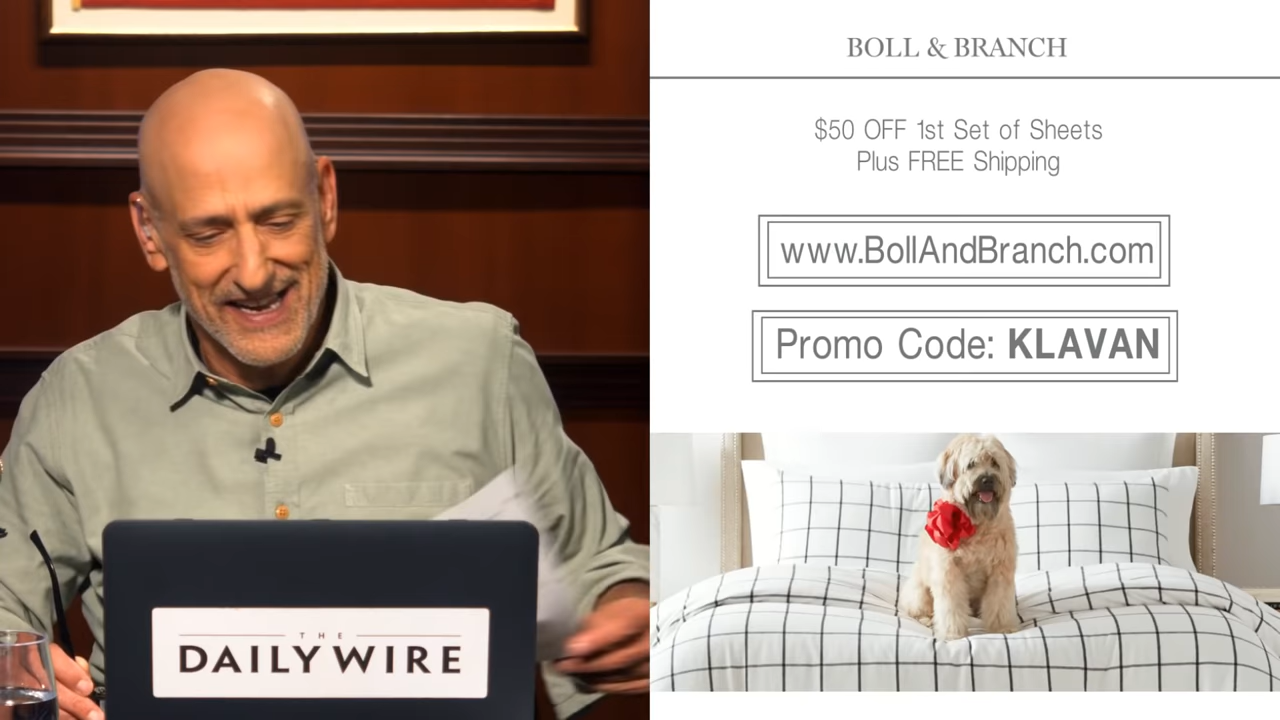 THE
DAILY WIRE
BOLL & BRANCH
$50 OFF 1st Set of Sheets
Plus FREE Shipping
www.BollAndBranch.com
Promo Code: KLAVAN